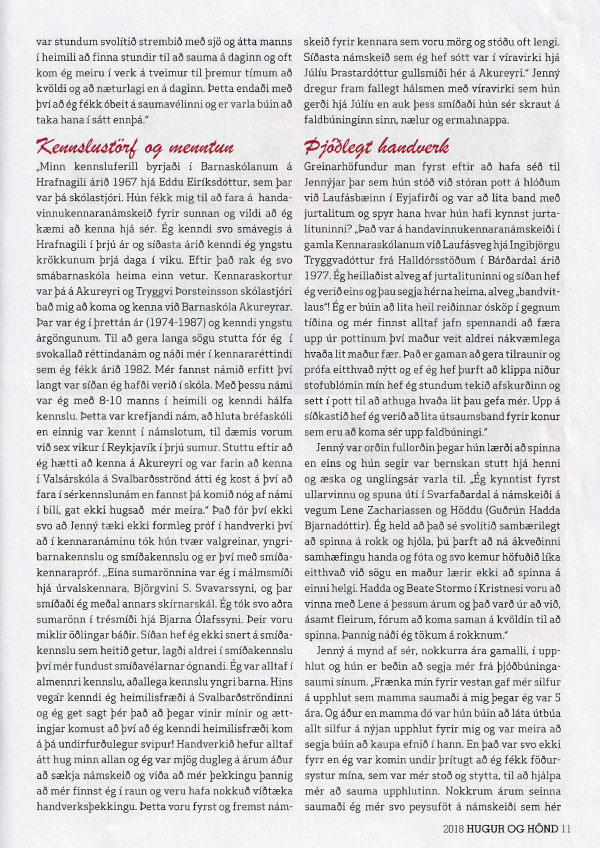 var stundum svolítið strembið með sjö og átta manns
í heimili að finna stundir til að sauma á daginn og oft
kom ég meiru í verk á tveimur til þremur tímum að
kvöldi og að næturlagi en á daginn. Þetta endaði með
því að ég fékk óbeit á saumavélinni og er varla búin að
taka hana í sátt ennþá.“
Kennslustörf og menntun
„Minn kennsluferill byrjaði í Barnaskólanum á
Hrafnagili árið 1967 hjá Eddu Eiríksdóttur, sem þar
var þá skólastjóri. Hún fékk mig til að fara á handa-
vinnukennaranámskeið fyrir sunnan og vildi að ég
kæmi að kenna hjá sér. Ég kenndi svo smávegis á
Hrafnagili í þrjú ár og síðasta árið kenndi ég yngstu
krökkunum þrjá daga í viku. Eftir það rak ég svo
smábarnaskóla heima einn vetur. Kennaraskortur
var þá á Akureyri og Tryggvi Þorsteinsson skólastjóri
bað mig að koma og kenna við Barnaskóla Akureyrar.
Þar var ég í þrettán ár (1974-1987) og kenndi yngstu
árgöngunum. Til að gera langa sögu stutta fór ég í
svokallað réttindanám og náði mér í kennararéttindi
sem ég fékk árið 1982. Mér fannst námið erfitt því
langt var síðan ég hafði verið í skóla. Með þessu námi
var ég með 8-10 manns í heimili og kenndi hálfa
kennslu. Þetta var krefjandi nám, að hluta bréfaskóli
en einnig var kennt í námslotum, til dæmis vorum
við sex vikur í Reykjavík í þrjú sumur. Stuttu eftir að
ég hætti að kenna á Akureyri og var farin að kenna
í Valsárskóla á Svalbarðsströnd átti ég kost á því að
fara í sérkennslunám en fannst þá komið nóg af námi
í bili, gat ekki hugsað mér meira.“ Það fór því ekki
svo að Jenný tæki ekki formleg próf í handverki því
að í kennaranáminu tók hún tvær valgreinar, yngri-
barnakennslu og smíðakennslu og er því með smíða-
kennarapróf. „Eina sumarönnina var ég í málmsmíði
hjá úrvalskennara, Björgvini S. Svavarssyni, og þar
smíðaði ég meðal annars skírnarskál. Ég tók svo aðra
sumarönn í trésmíði hjá Bjarna Ólafssyni. Þeir voru
miklir öðlingar báðir. Síðan hef ég ekki snert á smíða-
kennslu sem heitið getur, lagði aldrei í smíðakennslu
því mér fundust smíðavélarnar ógnandi. Ég var alltaf í
almennri kennslu, aðallega kennslu yngri barna. Hins
vegar kenndi ég heimilisfræði á Svalbarðströndinni
og ég get sagt þér það að þegar vinir mínir og ætt-
ingjar komust að því að ég kenndi heimilisfræði kom
á þá undirfurðulegur svipur! Handverkið hefur alltaf
átt hug minn allan og ég var mjög dugleg á árum áður
að sækja námskeið og viða að mér þekkingu þannig
að mér finnst ég í raun og veru hafa nokkuð víðtæka
handverksþekkingu. Þetta voru fyrst og fremst nám-
skeið fyrir kennara sem voru mörg og stóðu oft lengi.
Síðasta námskeið sem ég hef sótt var í víravirki hjá
Júlíu Þrastardóttur gullsmiði hér á Akureyri.“ Jenný
dregur fram fallegt hálsmen með víravirki sem hún
gerði hjá Júlíu en auk þess smíðaði hún sér skraut á
faldbúninginn sinn, nælur og ermahnappa.
Þjóðlegt handverk
Greinarhöfundur man fyrst eftir að hafa séð til
Jennýjar þar sem hún stóð við stóran pott á hlóðum
við Laufásbæinn í Eyjafirði og var að lita band með
jurtalitum og spyr hana hvar hún hafi kynnst jurta-
lituninni? „Það var á handavinnukennaranámskeiði í
gamla Kennaraskólanum við Laufásveg hjá Ingibjörgu
Tryggvadóttur frá Halldórsstöðum í Bárðardal árið
1977. Ég heillaðist alveg af jurtalituninni og síðan hef
ég verið eins og þau segja hérna heima, alveg „bandvit-
laus“! Ég er búin að lita heil reiðinnar ósköp í gegnum
tíðina og mér finnst alltaf jafn spennandi að færa
upp úr pottinum því maður veit aldrei nákvæmlega
hvaða lit maður fær. Það er gaman að gera tilraunir og
prófa eitthvað nýtt og ef ég hef þurft að klippa niður
stofublómin mín hef ég stundum tekið afskurðinn og
sett í pott til að athuga hvaða lit þau gefa mér. Upp á
síðkastið hef ég verið að lita útsaumsband fyrir konur
sem eru að koma sér upp faldbúningi.“
Jenný var orðin fullorðin þegar hún lærði að spinna
en eins og hún segir var bernskan stutt hjá henni
og æska og unglingsár varla til. „Ég kynntist fyrst
ullarvinnu og spuna úti í Svarfaðardal á námskeiði á
vegum Lene Zachariassen og Höddu (Guðrún Hadda
Bjarnadóttir). Ég held að það sé svolítið sambærilegt
að spinna á rokk og hjóla, þú þarft að ná ákveðinni
samhæfingu handa og fóta og svo kemur höfuðið líka
eitthvað við sögu en maður lærir ekki að spinna á
einni helgi. Hadda og Beate Stormo í Kristnesi voru að
vinna með Lene á þessum árum og það varð úr að við,
ásamt fleirum, fórum að koma saman á kvöldin til að
spinna. Þannig náði ég tökum á rokknum.“
Jenný á mynd af sér, nokkurra ára gamalli, í upp-
hlut og hún er beðin að segja mér frá þjóðbúninga-
saumi sínum. „Frænka mín fyrir vestan gaf mér silfur
á upphlut sem mamma saumaði á mig þegar ég var 5
ára. Og áður en mamma dó var hún búin að láta útbúa
allt silfur á nýjan upphlut fyrir mig og var meira að
segja búin að kaupa efnið í hann. En það var svo ekki
fyrr en ég var komin undir þrítugt að ég fékk föður-
systur mína, sem var mér stoð og stytta, til að hjálpa
mér að sauma upphlutinn. Nokkrum árum seinna
saumaði ég mér svo peysuföt á námskeiði sem hér
2018 HUGUR OG HÖND 11